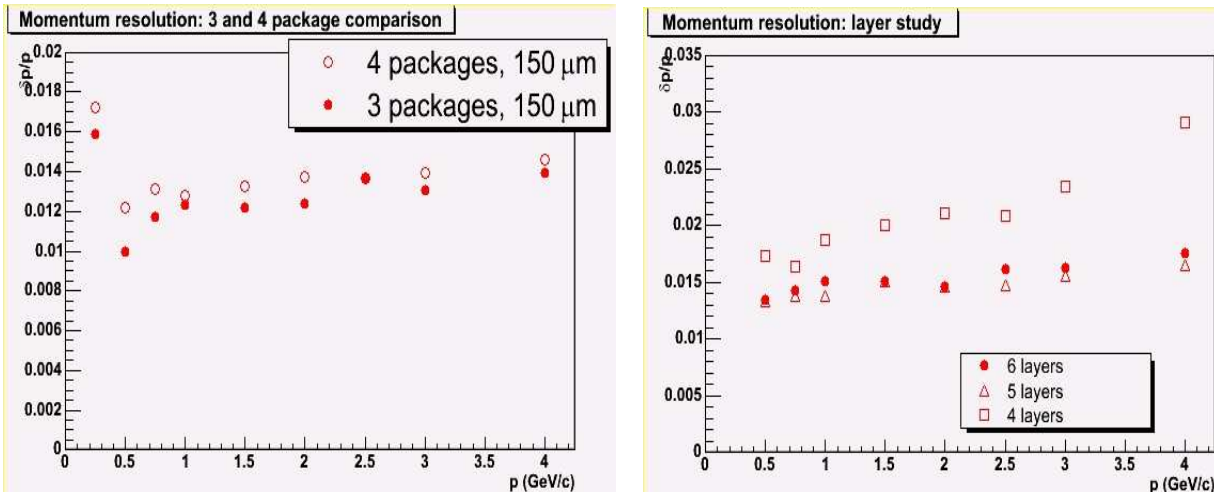 Momentum resolution: 3 and 4 package comparison
δp/p
0.02
0.018
0.016
0.014
0.012
0.01
0.008
0.006
0.004
0.002
0
4 packages, 150 μm
3 packages, 150 μm
0 0.5 1 1.5 2 2.5 3 3.5 4
p (GeV/c)
Momentum resolution: layer study
δp/p
0.035
0.03
0.025
0.02
0.015
0.01
0.005
0
6 layers
5 layers
4 layers
0 0.5 1 1.5 2 2.5 3 3.5 4
p (GeV/c)